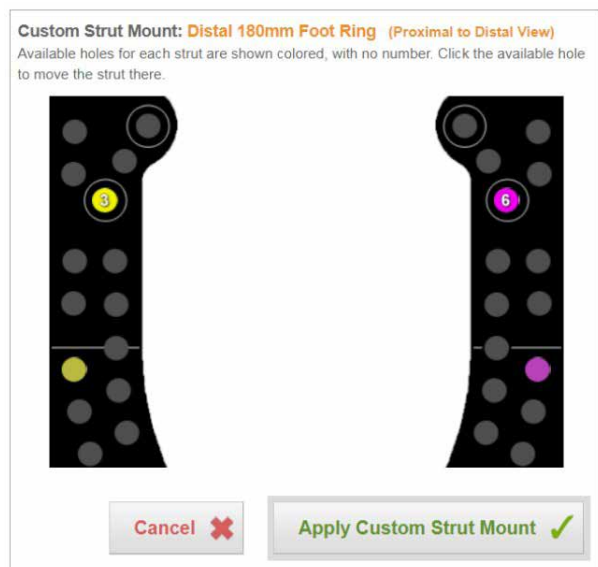 Custom Strut Mount: Distal 180mm Foot Ring (Proximal to Distal View)
Available holes for each strut are shown colored, with no number. Click the available hole
to move the strut there.
3
6
Cancel
Apply Custom Strut Mount